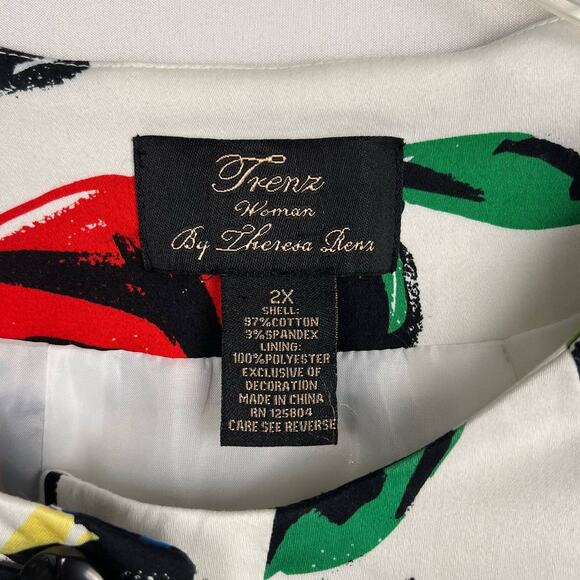 Trenz
Woman
By Theresa Renz
2X
SHELL:
97%COTTON
3%SPANDEX
LINING:
100%POLYESTER
EXCLUSIVE OF
DECORATION
MADE IN CHINA
RN 125804
CARE SEE REVERSE